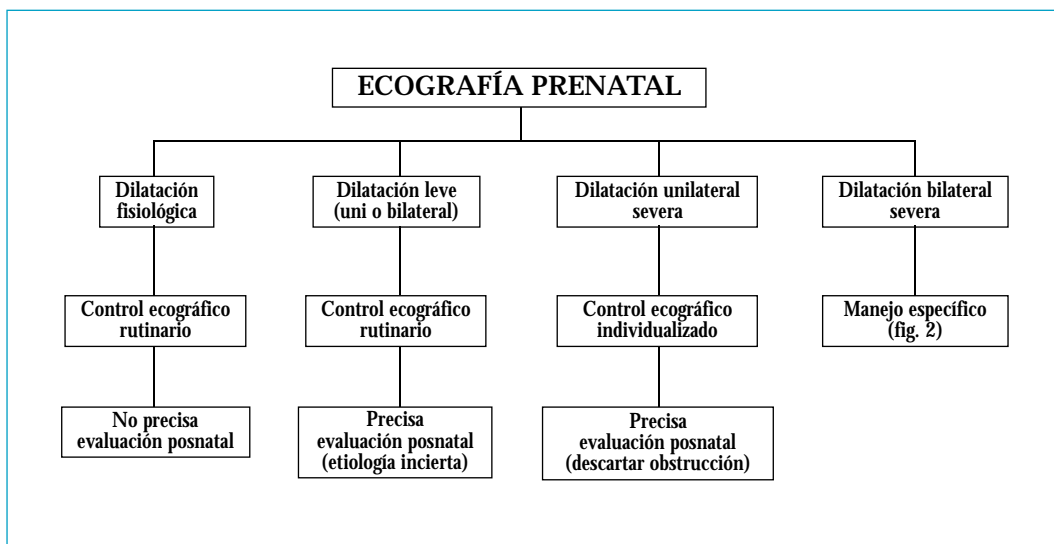 ECOGRAFÍA PRENATAL
Dilatación
fisiológica
Dilatación leve
(uni o bilateral)
Dilatación unilateral
severa
Dilatación bilateral
severa
Control ecográfico
rutinario
Control ecográfico
rutinario
Control ecográfico
individualizado
Manejo específico
(fig. 2)
No precisa
evaluación posnatal
Precisa
evaluación posnatal
(etiología incierta)
Precisa
evaluación posnatal
(descartar obstrucción)